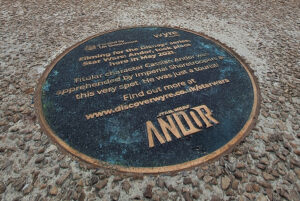 wyre
Filming for the Disney+ series
Star Wars: Andor, took place
here in May 2021.
Titular character Cassian Andor was
apprehended by Imperial Shoretroopers at
this very spot. He was just a tourist!
Find out more at
www.discoverwyre.co.uk/starwars
STAR WARS
ANDOR